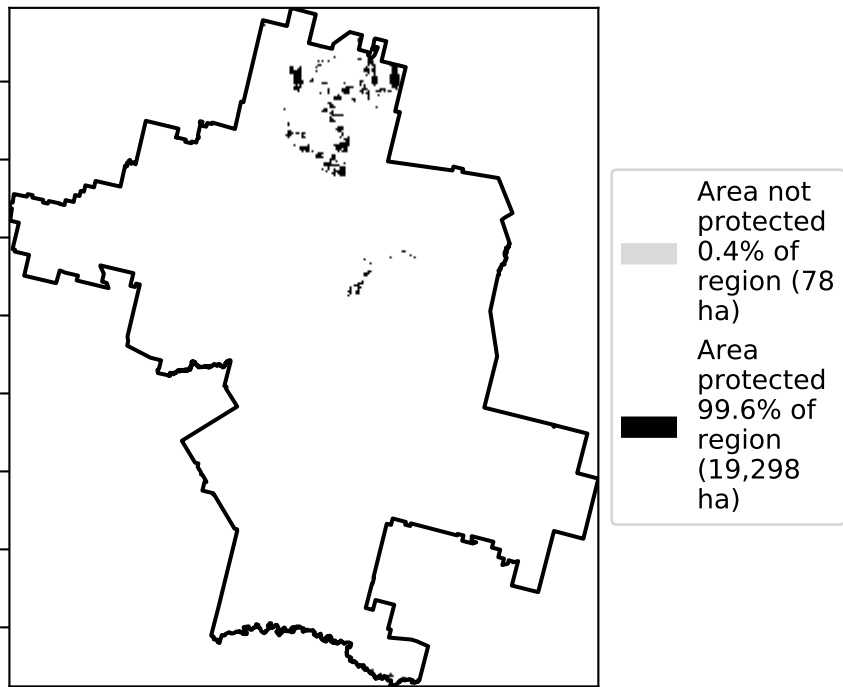 Area not
protected
0.4% of
region (78
ha)
Area
protected
99.6% of
region
(19,298
ha)